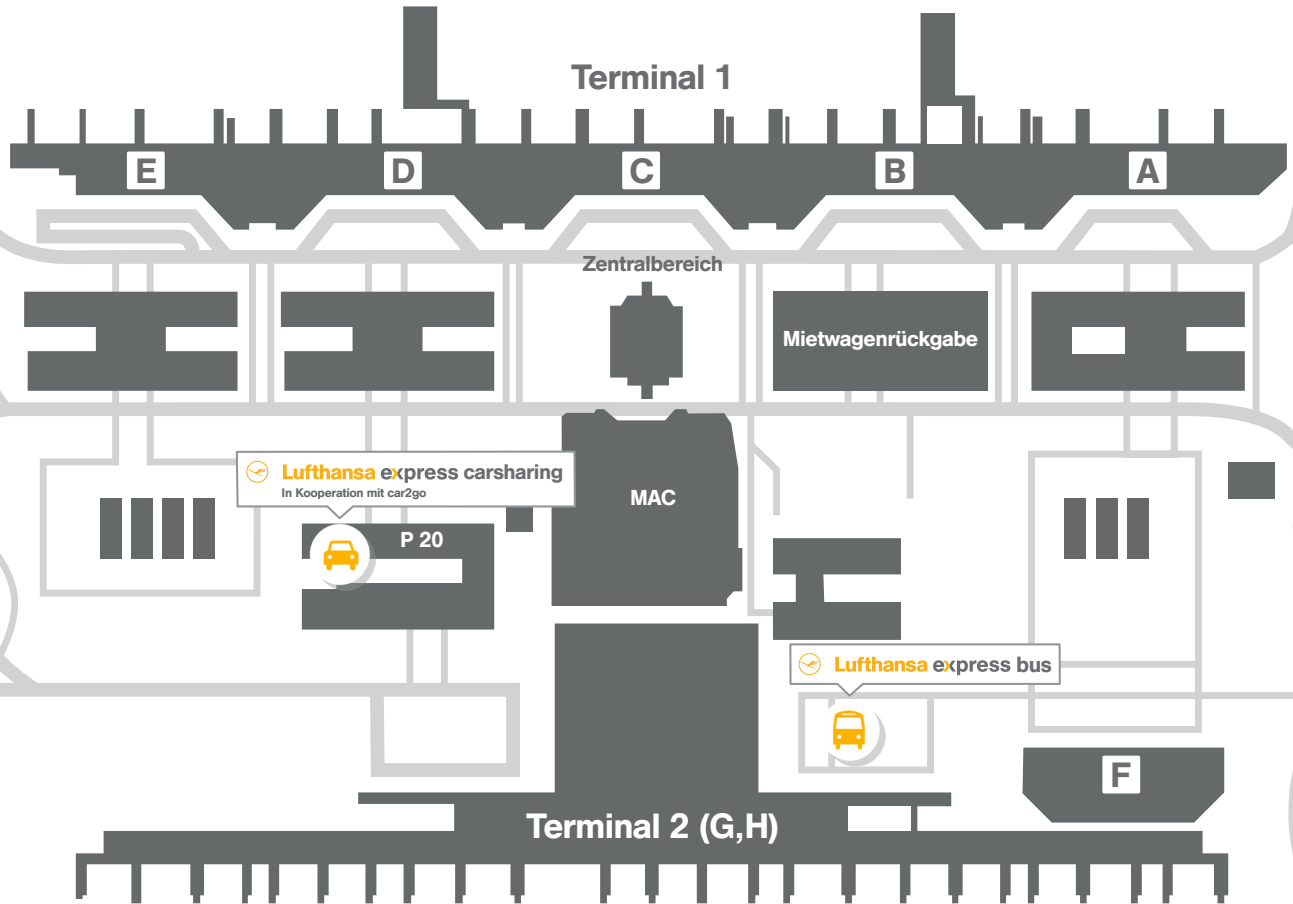 Terminal 1
E
D
C
B
A
Zentralbereich
Mietwagenrückgabe
Lufthansa express carsharing
In Kooperation mit car2go
MAC
P 20
Lufthansa express bus
F
Terminal 2 (G,H)